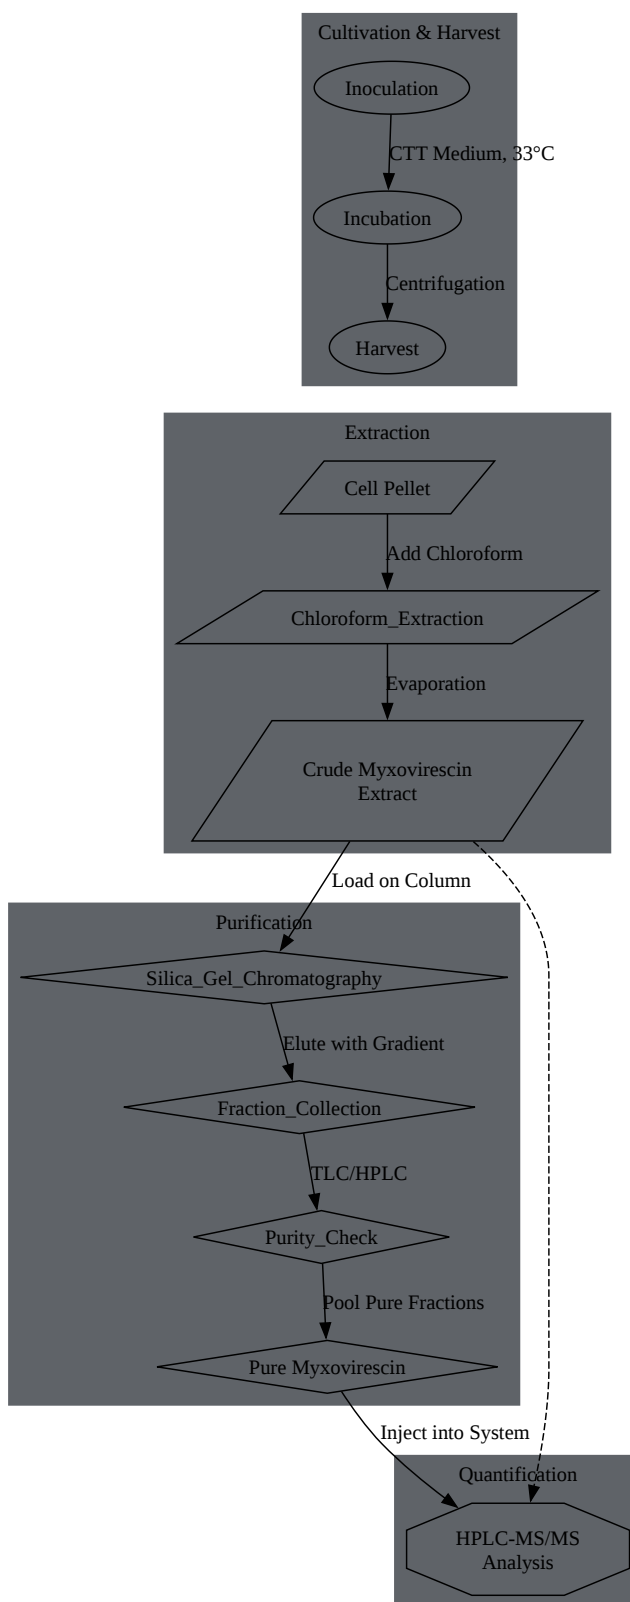 Cultivation & Harvest
Inoculation
CTT Medium, 33°C
Incubation
Centrifugation
Harvest
Extraction
Cell Pellet
Add Chloroform
Chloroform_Extraction
Evaporation
Crude Myxovirescin
Extract
Load on Column
Purification
Silica_Gel_Chromatography
Elute with Gradient
Fraction_Collection
TLC/HPLC
Purity_Check
Pool Pure Fractions
Pure Myxovirescin
Inject into System
Quantification
HPLC-MS/MS
Analysis